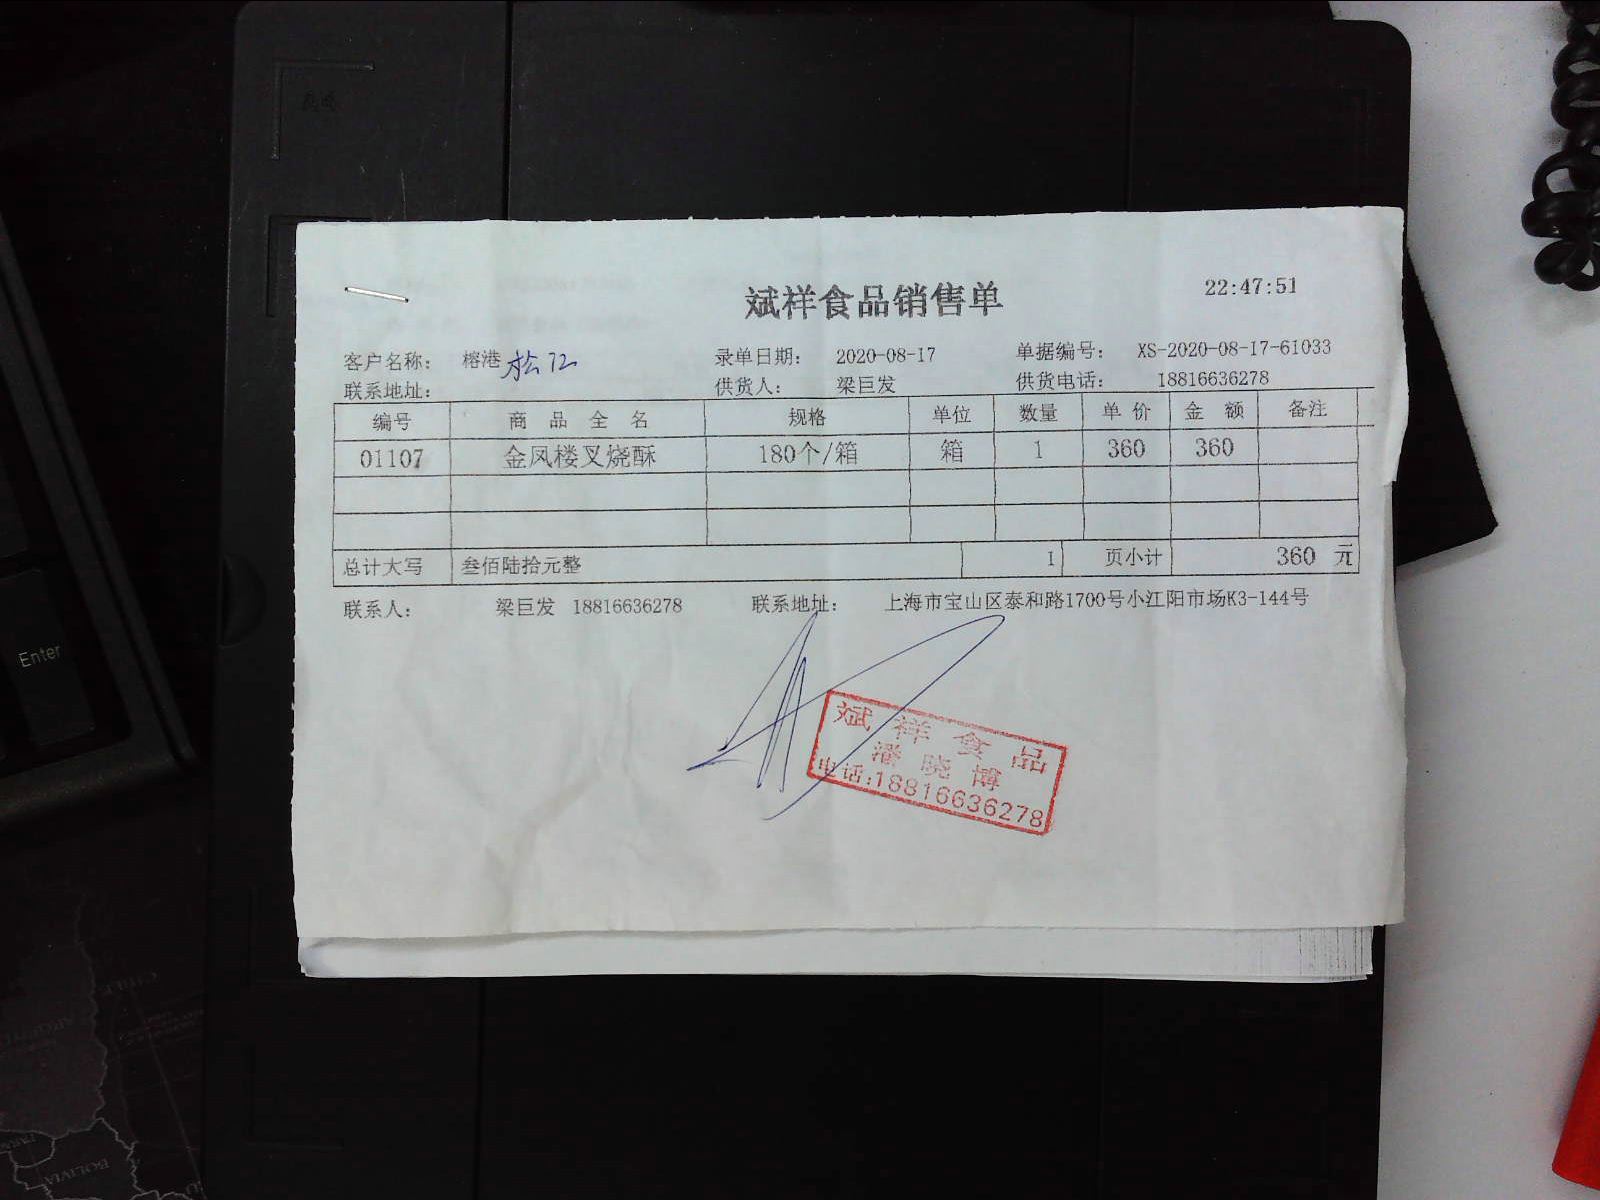 22:47:51
斌祥食品销售单
客户名称： 榕港 松江 录单日期： 2020-08-17 单据编号： XS-2020-08-17-61033
联系地址： 供货人： 梁巨发 供货电话： 18816636278
编号 商品全名 规格 单位 数量 单价 金额 备注
01107 金凤楼叉烧酥 180个/箱 箱 1 360 360
总计大写 叁佰陆拾元整 1 页小计 360 元
联系人： 梁巨发 18816636278 联系地址： 上海市宝山区泰和路1700号小江阳市场K3-144号
斌祥食品
潘晓博
电话:18816636278
Enter
BOLIVIA